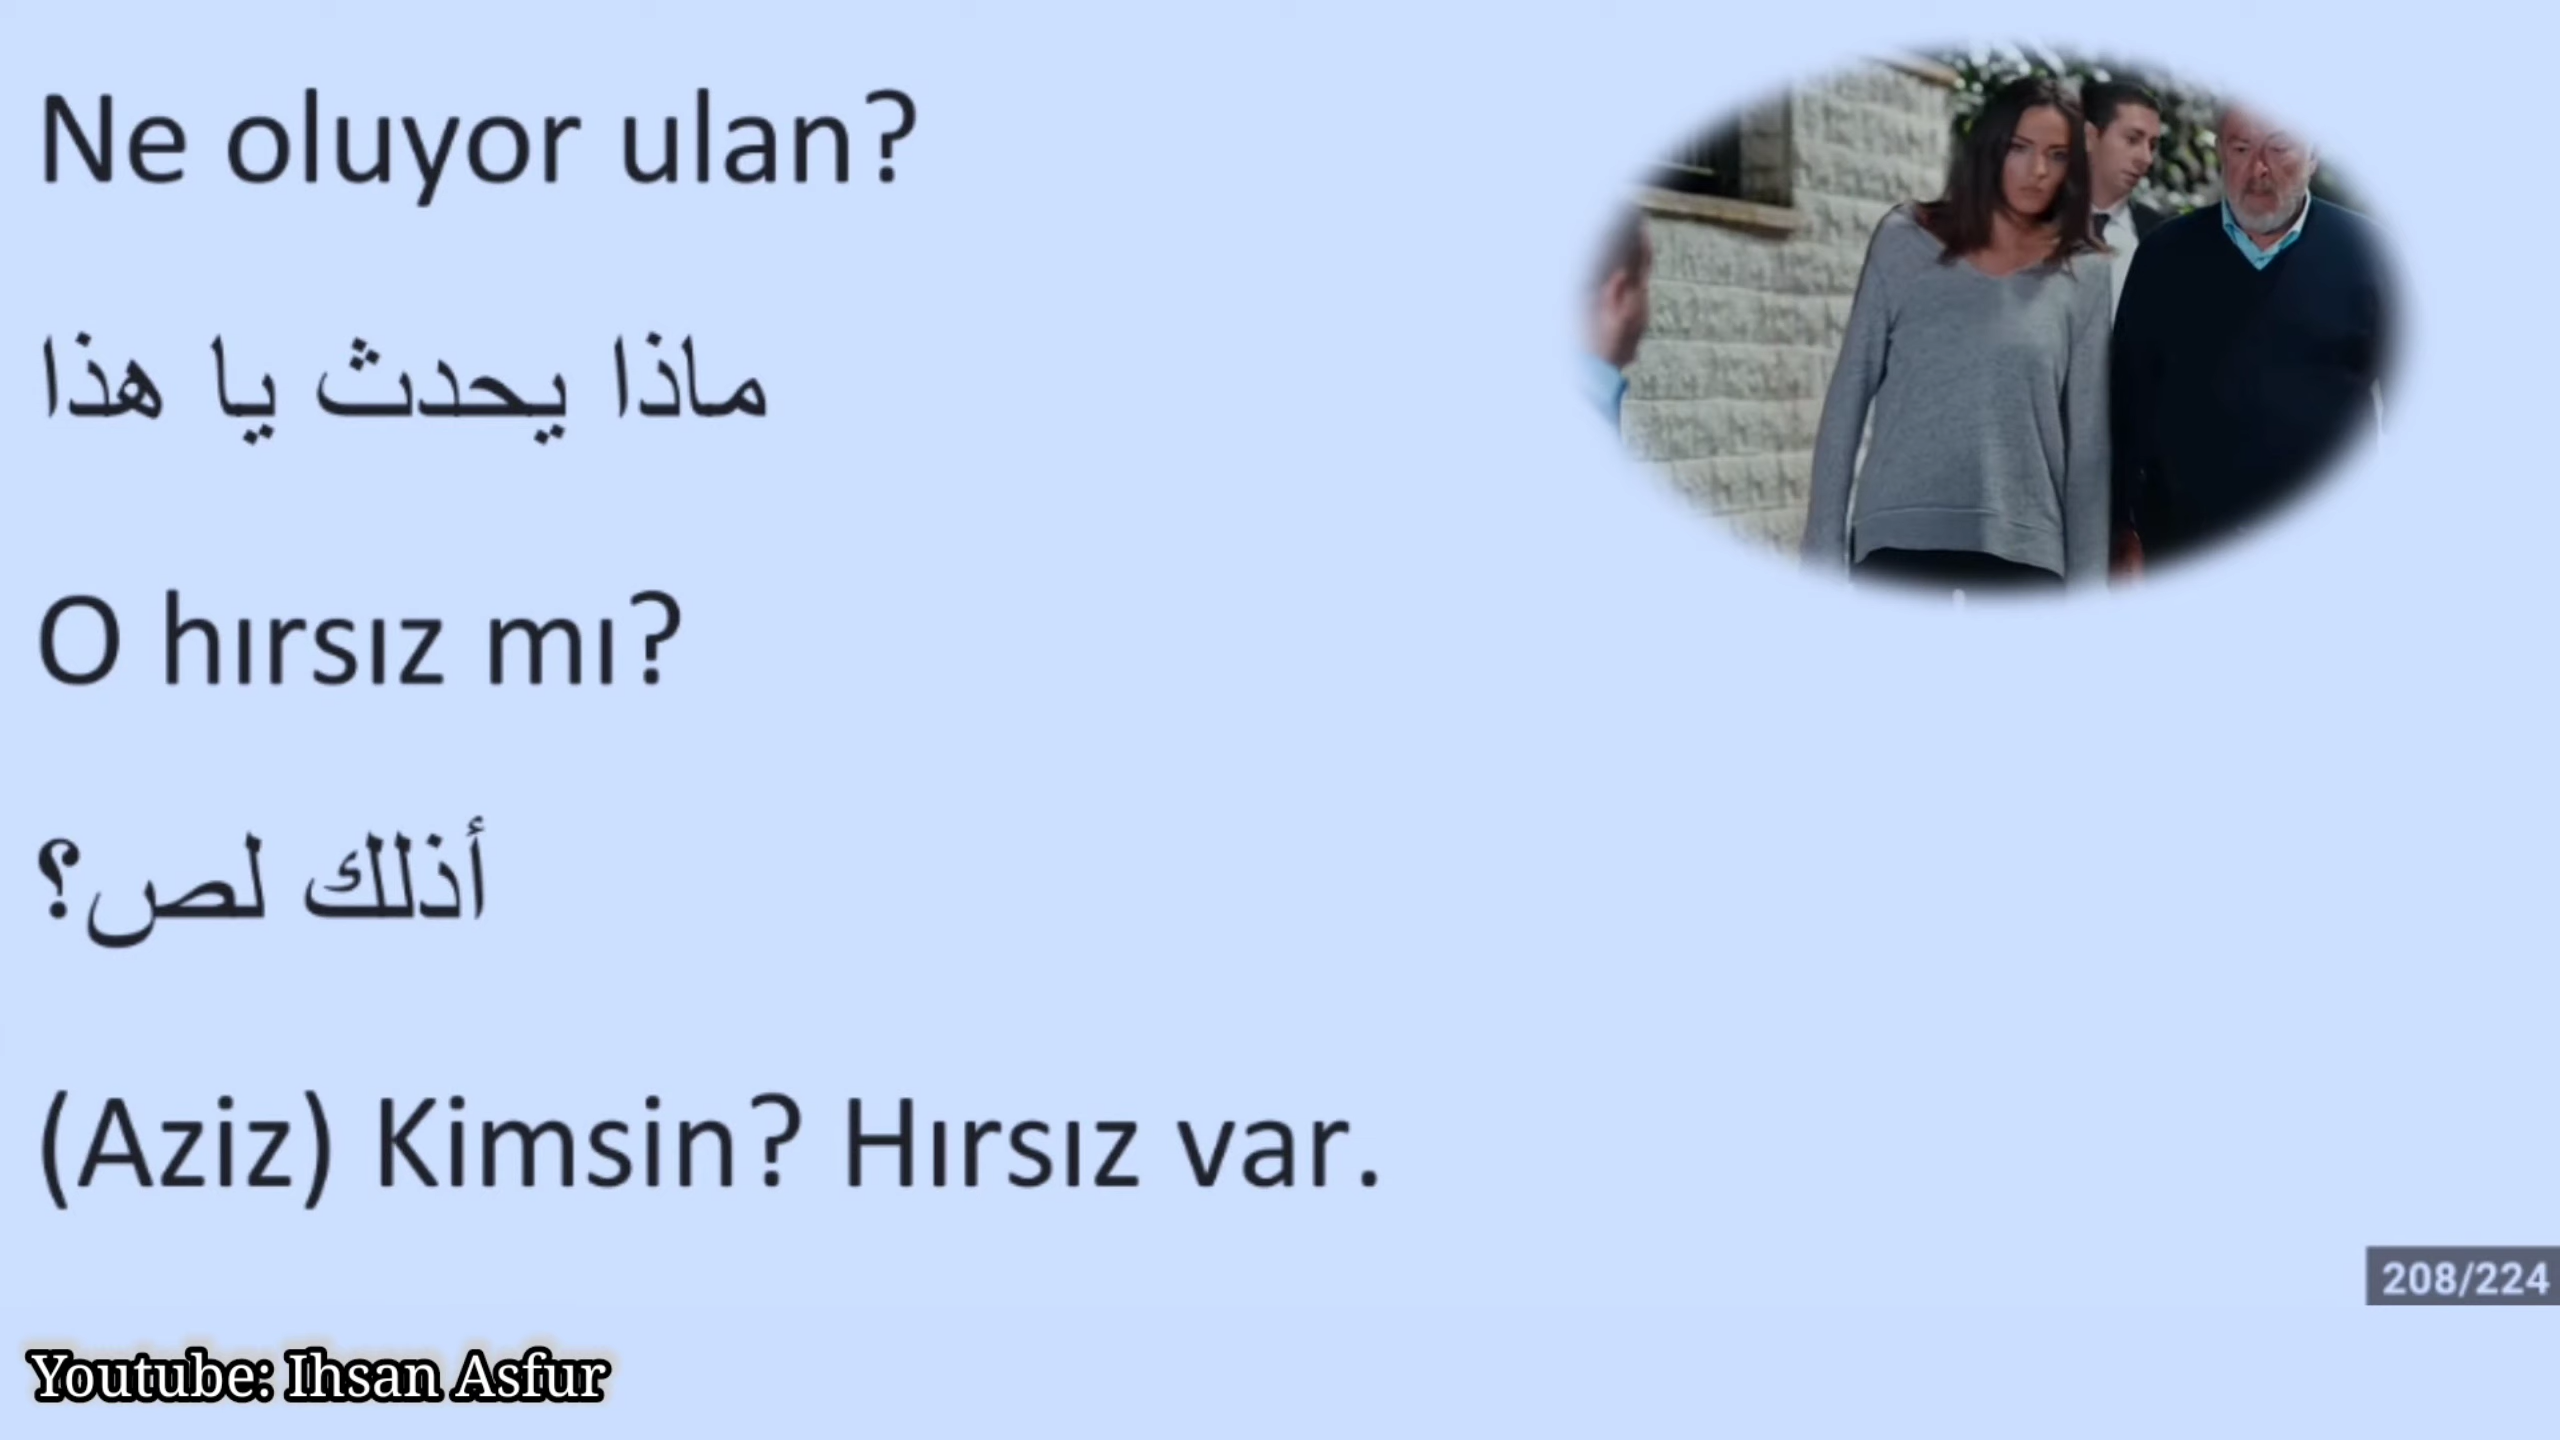 Ne oluyor ulan?
ماذا يحدث يا هذا
O hırsız mı?
أذلك لص؟
(Aziz) Kimsin? Hırsız var.
208/224
Youtube: Ihsan Asfur